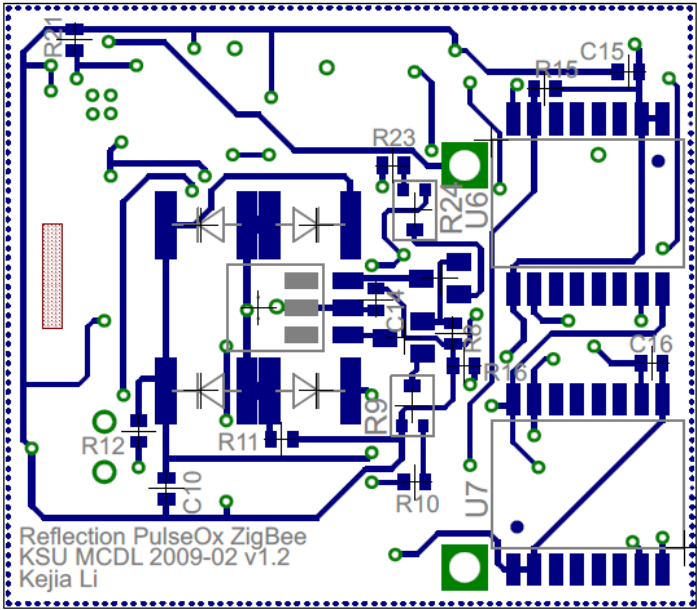 R21
C15
R15
R23
R24
U6
C14
R8
R16
C16
R9
R12
R11
C10
R10
U7
Reflection PulseOx ZigBee
KSU MCDL 2009-02 v1.2
Kejia Li